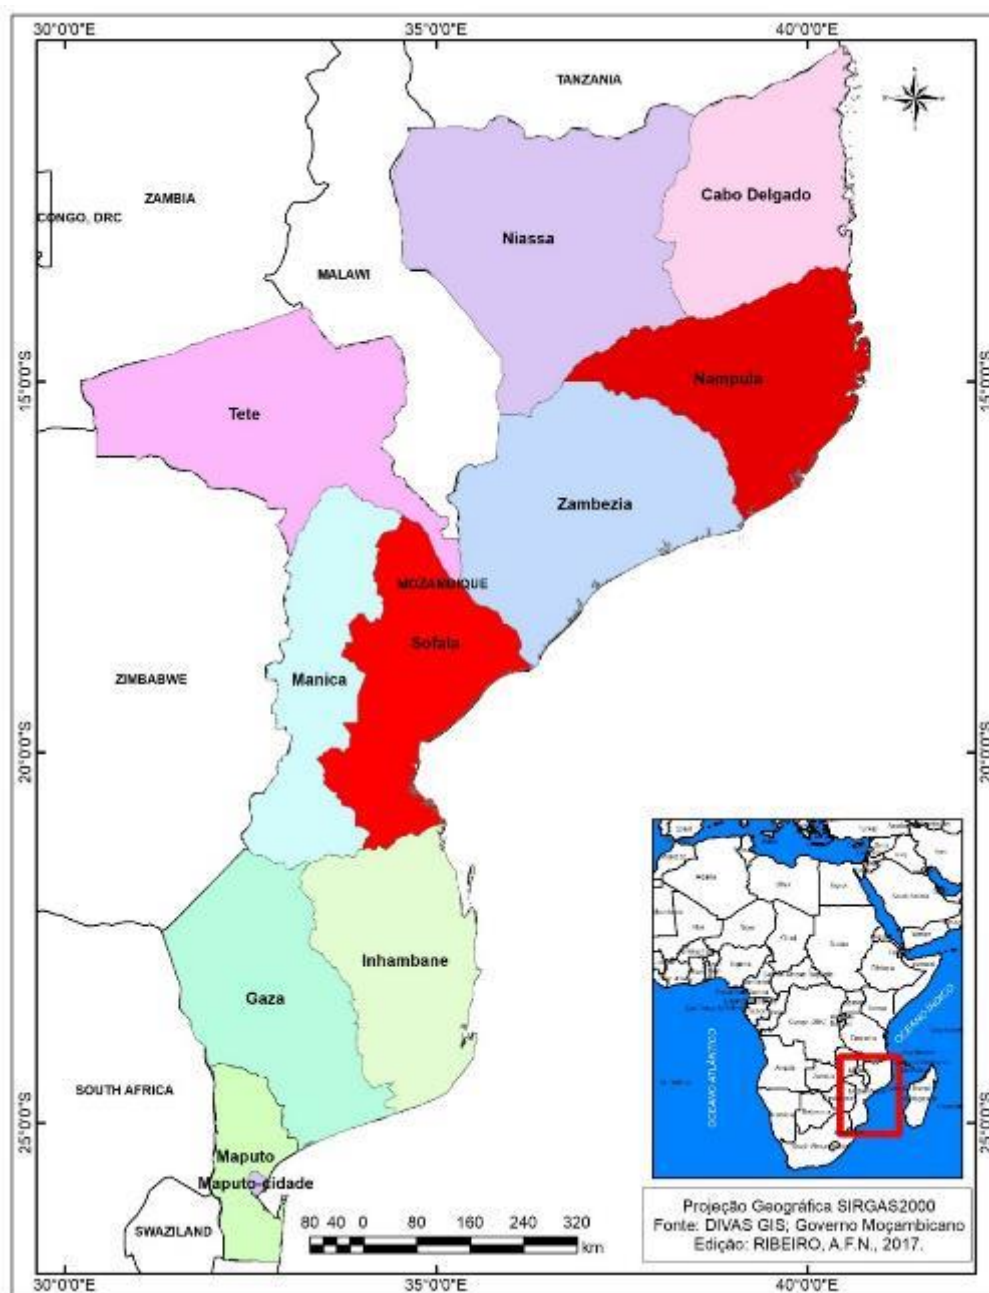 30°0'0"E 35°0'0"E 40°0'0"E
TANZANIA
ZAMBIA
CONGO, DRC
Cabo Delgado
Niassa
MALAWI
15°0'0"S
Nampula
15°0'0"S
Tete
Zambezia
MOZAMBIQUE
Sofala
ZIMBABWE
Manica
20°0'0"S
20°0'0"S
Inhambane
Gaza
OCEANO ATLÂNTICO
OCEANO ÍNDICO
SOUTH AFRICA
25°0'0"S
25°0'0"S
Maputo
Maputo-cidade
SWAZILAND
80 40 0 80 160 240 320
km
Projeção Geográfica SIRGAS2000
Fonte: DIVAS GIS; Governo Moçambicano
Edição: RIBEIRO, A.F.N., 2017.
30°0'0"E 35°0'0"E 40°0'0"E